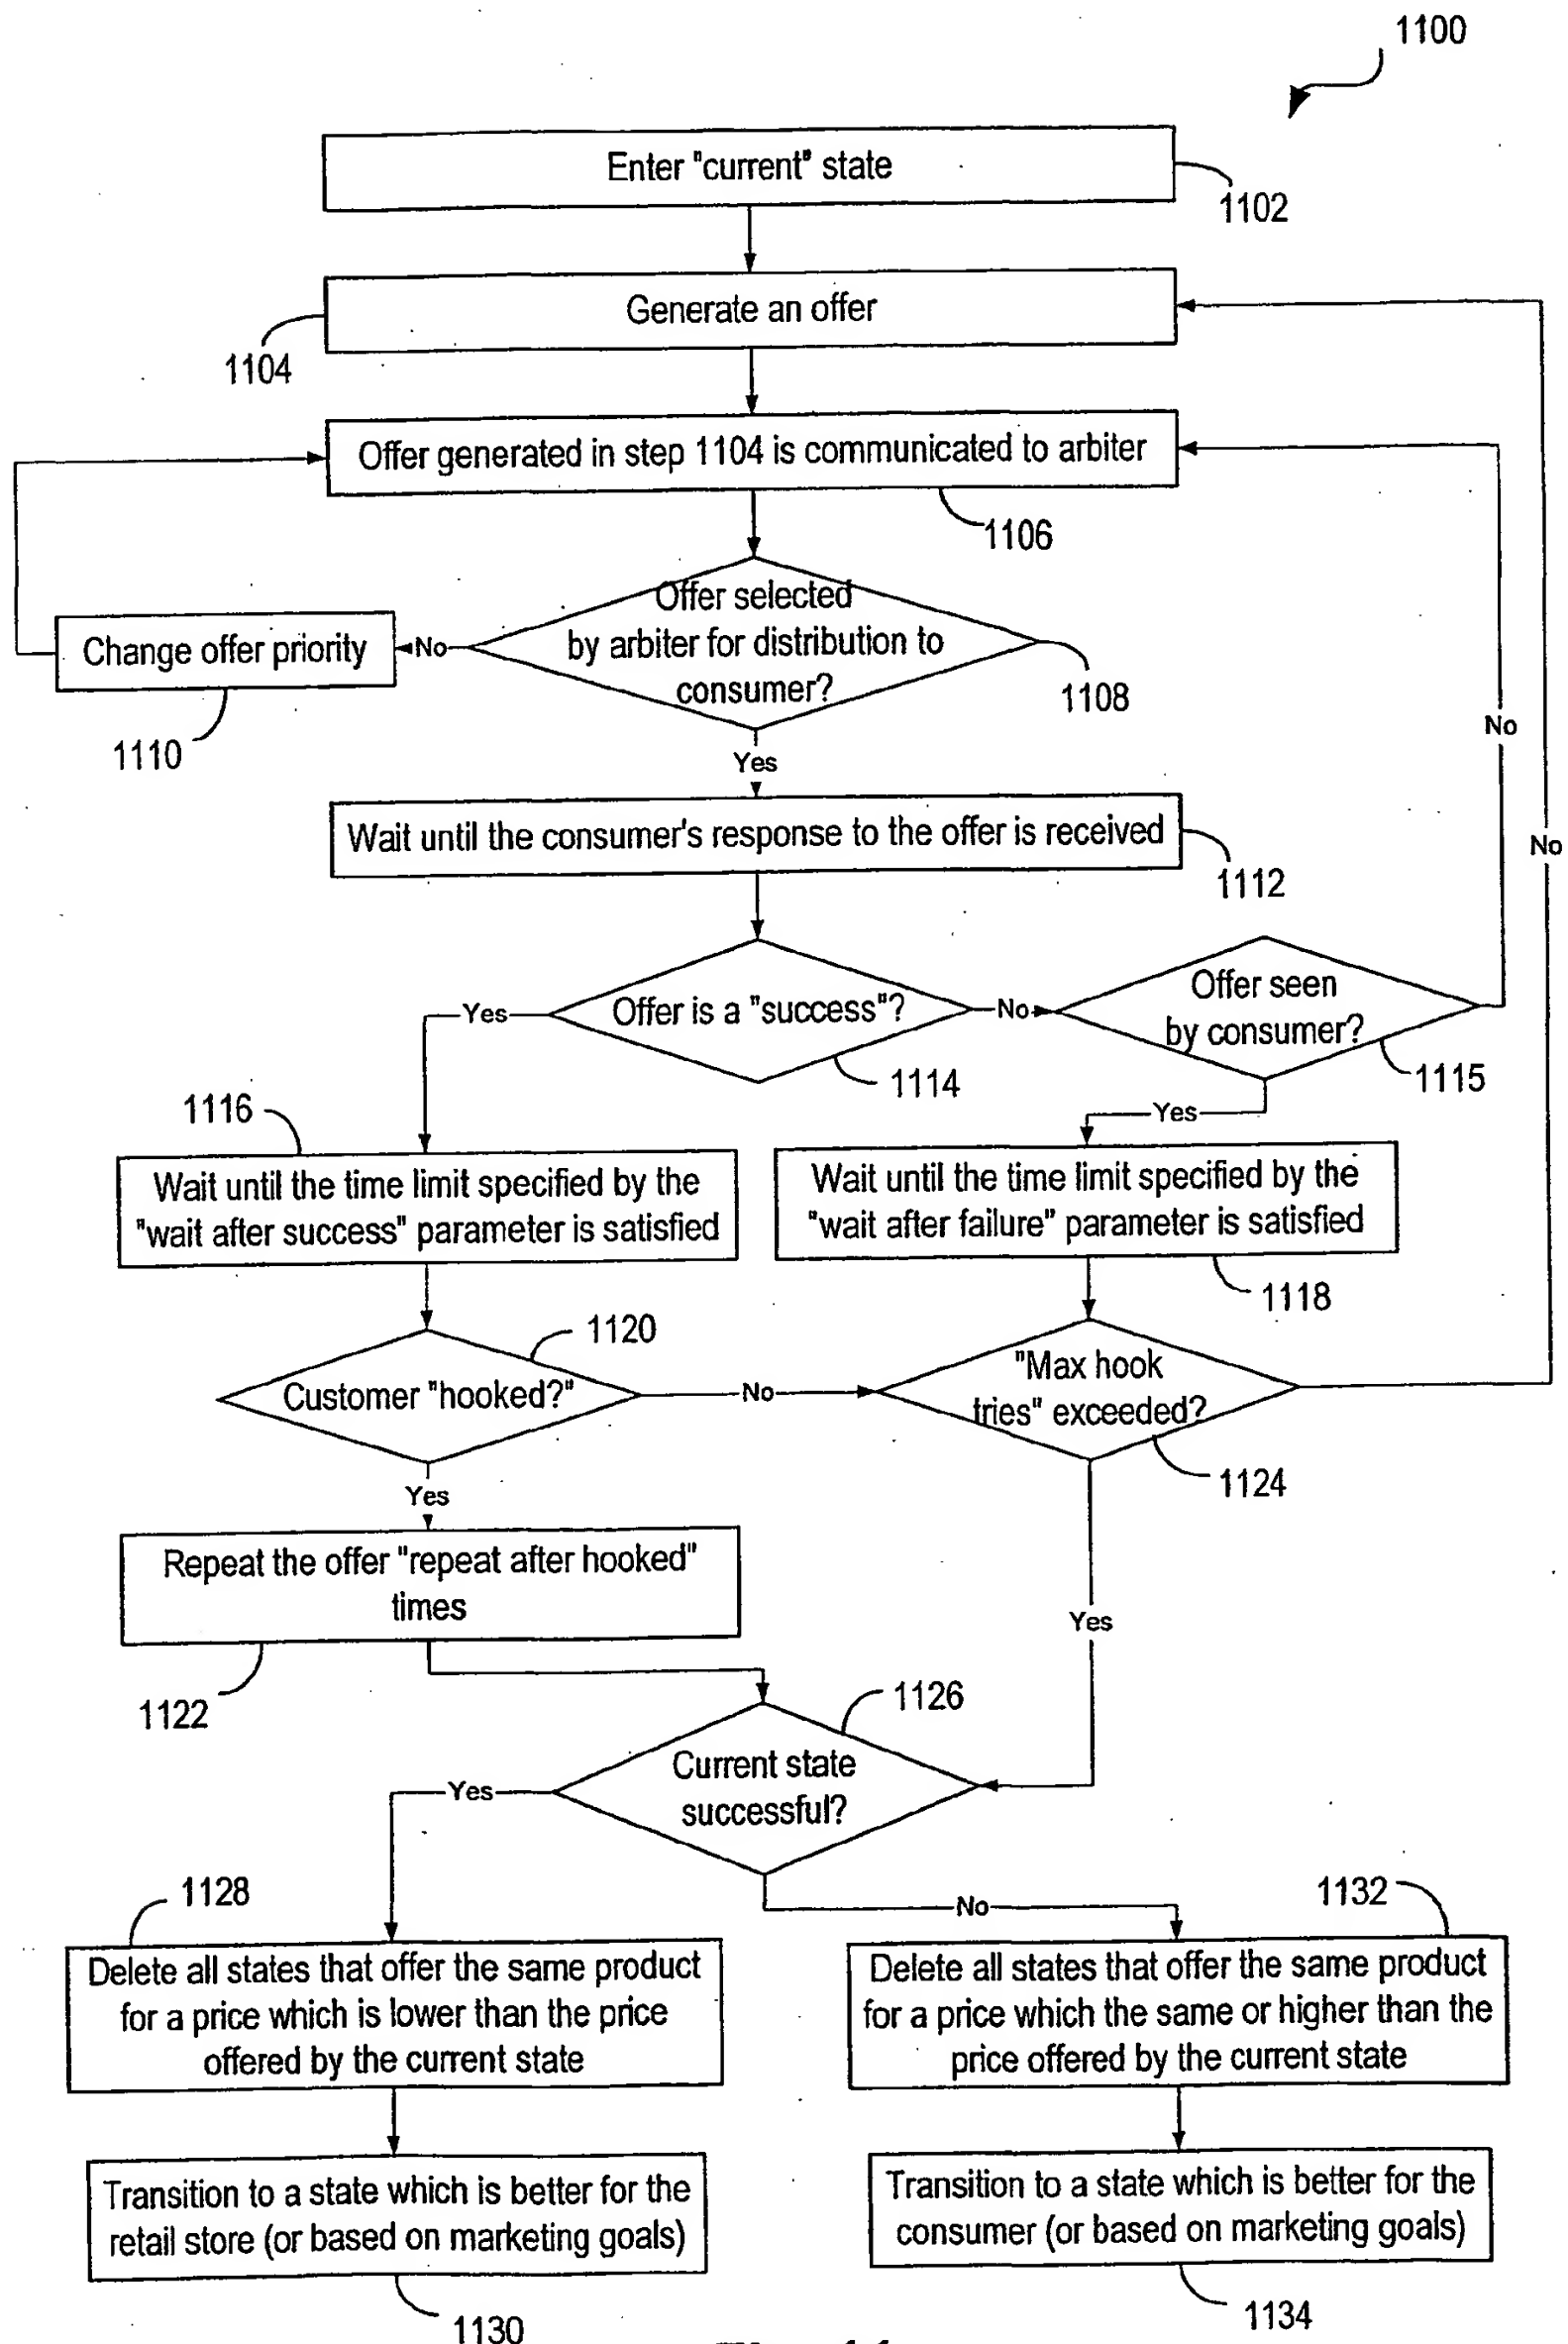 1100
Enter "current" state
1102
Generate an offer
1104
Offer generated in step 1104 is communicated to arbiter
1106
Offer selected
by arbiter for distribution to
consumer?
1108
No
Change offer priority
1110
Yes
No
Wait until the consumer's response to the offer is received
1112
No
Offer is a "success"?
1114
Yes
No
Offer seen
by consumer?
1115
Yes
1116
Wait until the time limit specified by the
"wait after success" parameter is satisfied
Wait until the time limit specified by the
"wait after failure" parameter is satisfied
1118
1120
Customer "hooked?"
No
"Max hook
tries" exceeded?
1124
Yes
Repeat the offer "repeat after hooked"
times
1122
Yes
1126
Current state
successful?
Yes
No
1128
Delete all states that offer the same product
for a price which is lower than the price
offered by the current state
1132
Delete all states that offer the same product
for a price which the same or higher than the
price offered by the current state
Transition to a state which is better for the
retail store (or based on marketing goals)
1130
Transition to a state which is better for the
consumer (or based on marketing goals)
1134